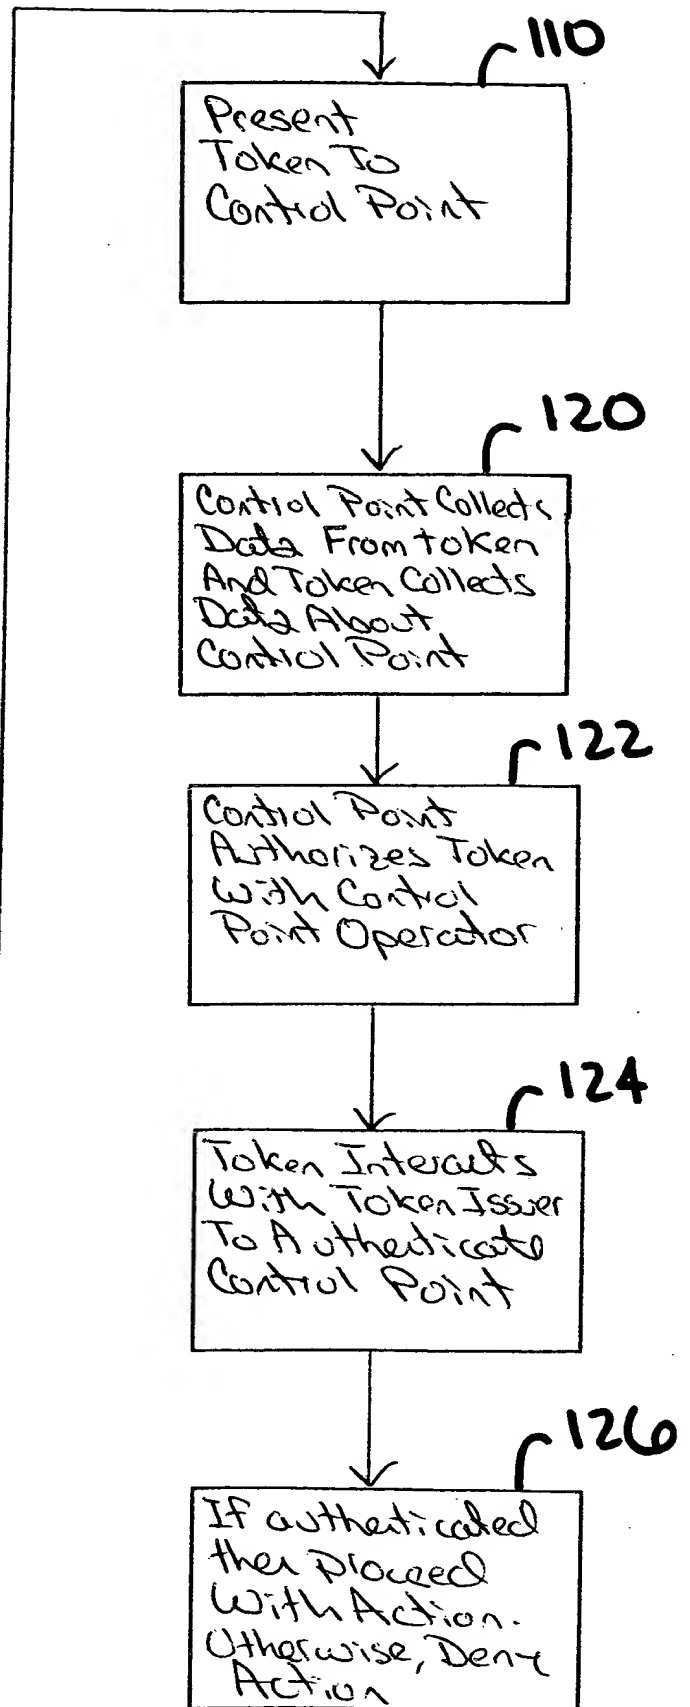 110
Present
Token To
Control Point
120
Control Point Collects
Data From token
And Token Collects
Data About
Control Point
122
Control Point
Authorizes Token
With Control
Point Operator
124
Token Interacts
With Token Issuer
To Authenticate
Control Point
126
If authenticated
then proceed
With Action.
Otherwise, Deny
Action